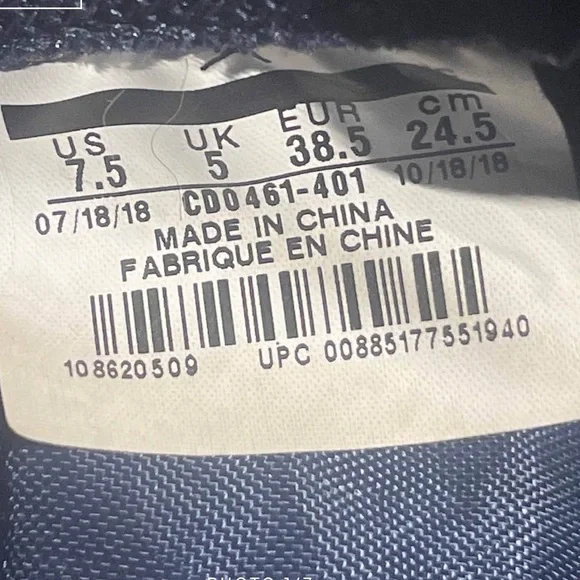 US UK EUR cm
7.5 5 38.5 24.5
07/18/18 CD0461-401 10/18/18
MADE IN CHINA
FABRIQUE EN CHINE
108620509 UPC 00885177551940